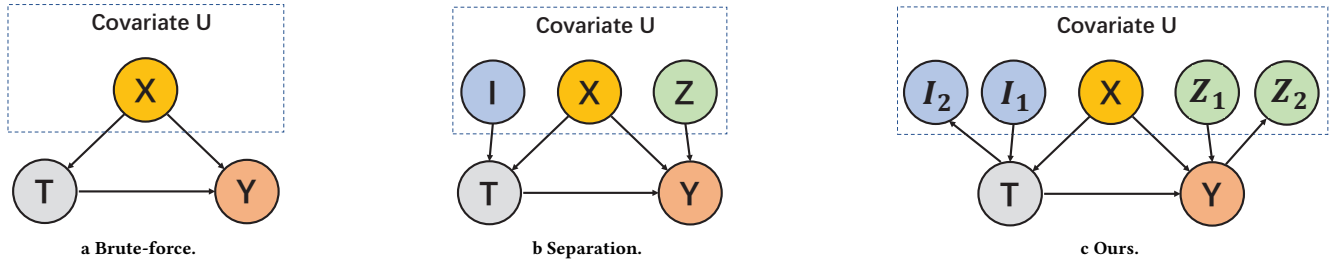 Covariate U
X
T
Y
a Brute-force.
Covariate U
I
X
Z
T
Y
b Separation.
Covariate U
I₂
I₁
X
Z₁
Z₂
T
Y
c Ours.